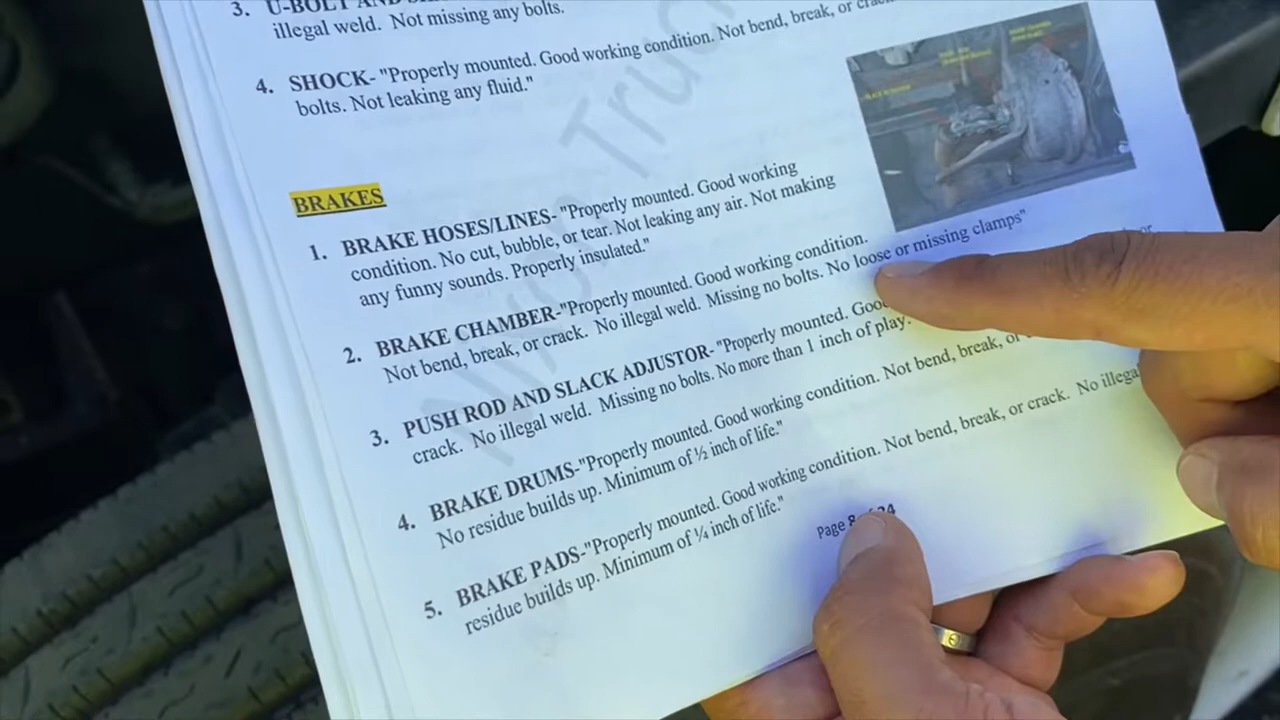 3. U-BOLT AND
illegal weld. Not missing any bolts.
4. SHOCK- "Properly mounted. Good working condition. Not bend, break, or
bolts. Not leaking any fluid."
BRAKES
1. BRAKE HOSES/LINES- "Properly mounted. Good working
condition. No cut, bubble, or tear. Not leaking any air. Not making
any funny sounds. Properly insulated."
2. BRAKE CHAMBER-"Properly mounted. Good working condition.
Not bend, break, or crack. No illegal weld. Missing no bolts. No loose or missing clamps"
3. PUSH ROD AND SLACK ADJUSTOR- "Properly mounted. or
crack. No illegal weld. Missing no bolts. No more than 1 inch of play.
4. BRAKE DRUMS-"Properly mounted. Good working condition. Not bend, break, or
No residue builds up. Minimum of ½ inch of life."
5. BRAKE PADS-"Properly mounted. Good working condition. Not bend, break, or crack. No
residue builds up. Minimum of ¼ inch of life."
Page 8 24